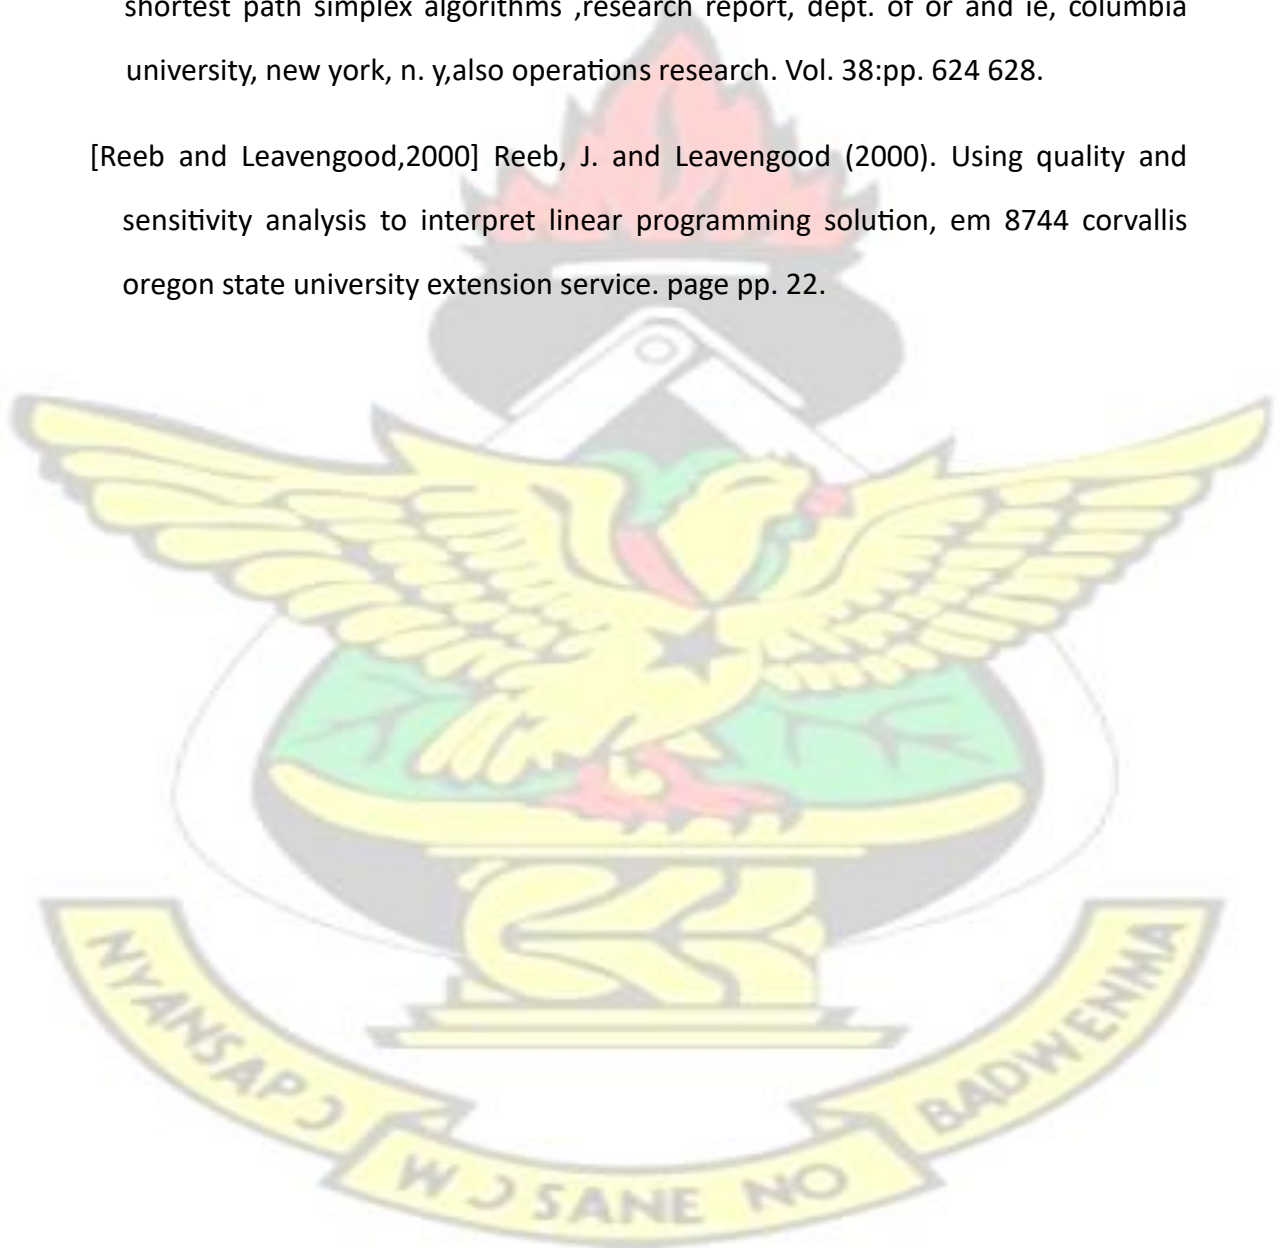 shortest path simplex algorithms ,research report, dept. of or and ie, columbia
university, new york, n. y,also operations research. Vol. 38:pp. 624 628.
[Reeb and Leavengood,2000] Reeb, J. and Leavengood (2000). Using quality and
sensitivity analysis to interpret linear programming solution, em 8744 corvallis
oregon state university extension service. page pp. 22.
NYANSAPƆ
WƆSANE NO
BADWENMA